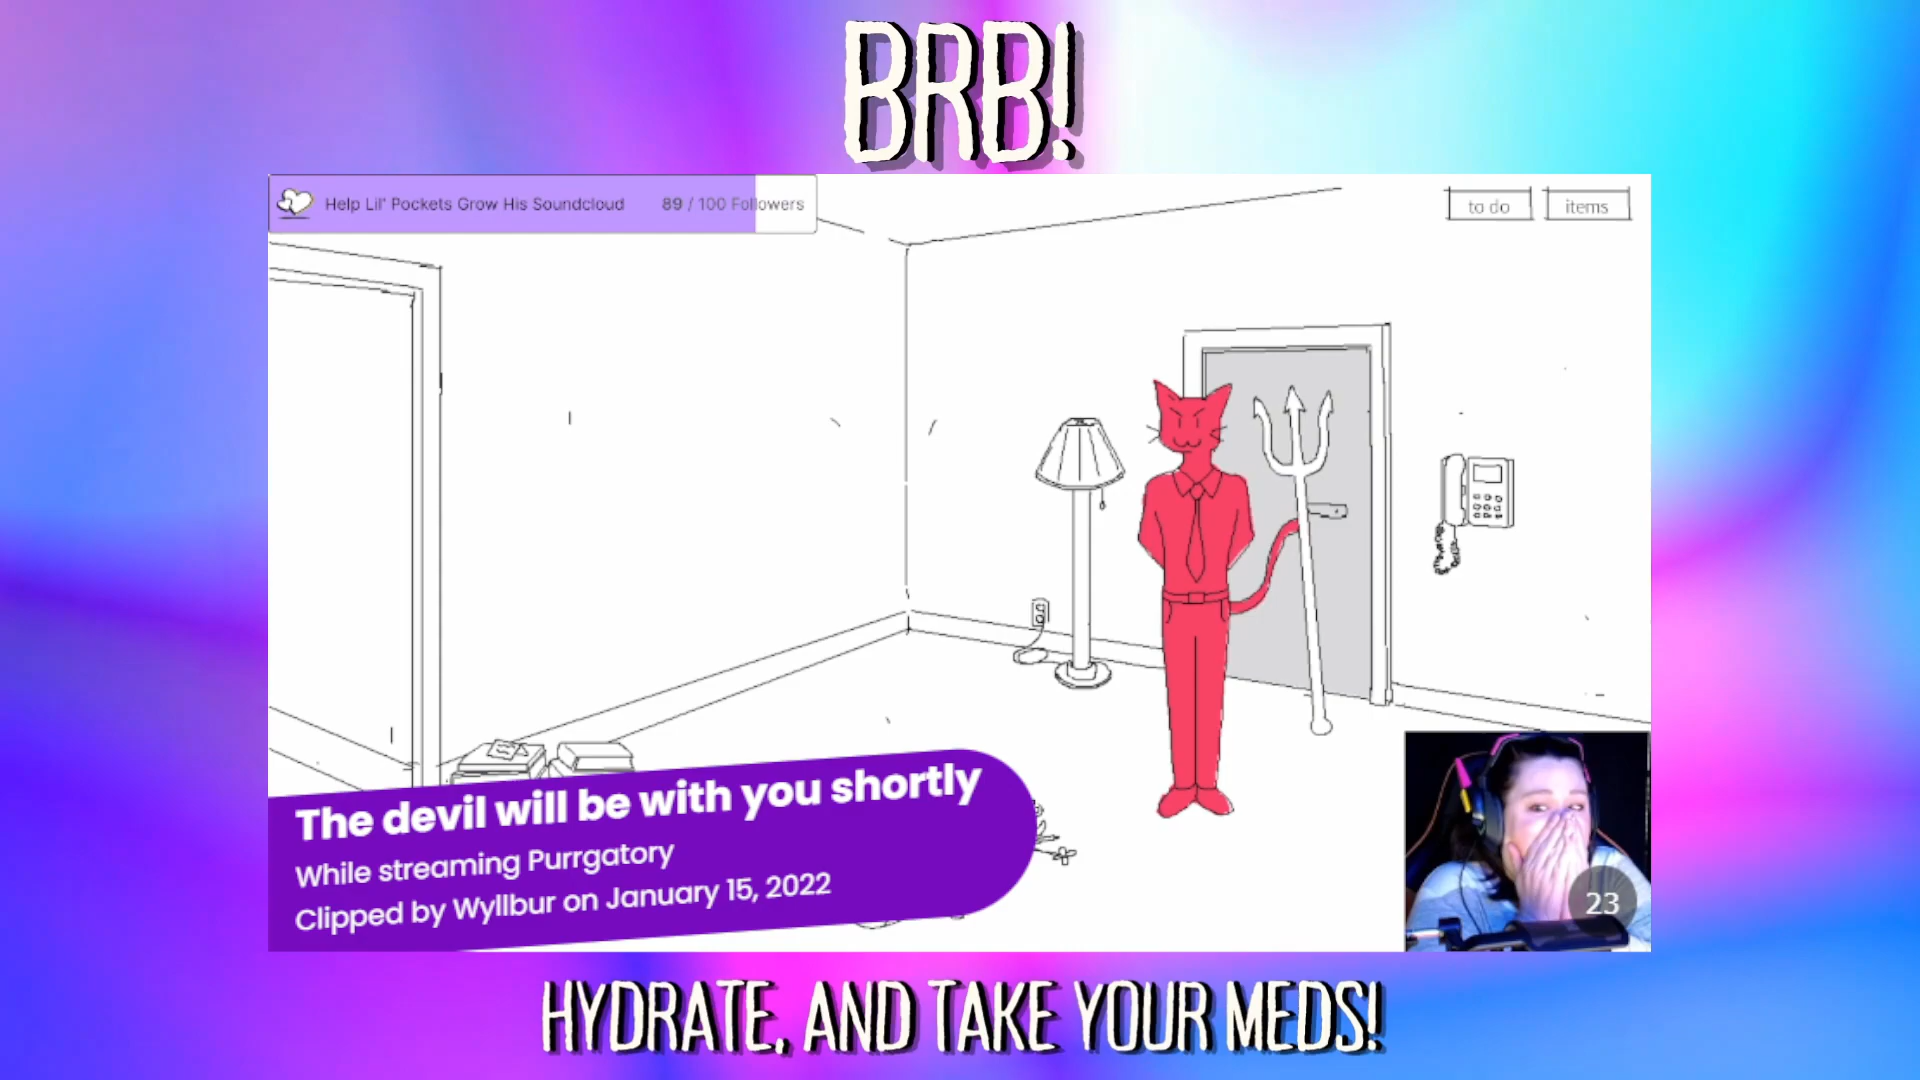 BRB!
Help Lil' Pockets Grow His Soundcloud 89 / 100 Followers
to do
items
The devil will be with you shortly
While streaming Purrgatory
Clipped by Wyllbur on January 15, 2022
23
HYDRATE, AND TAKE YOUR MEDS!